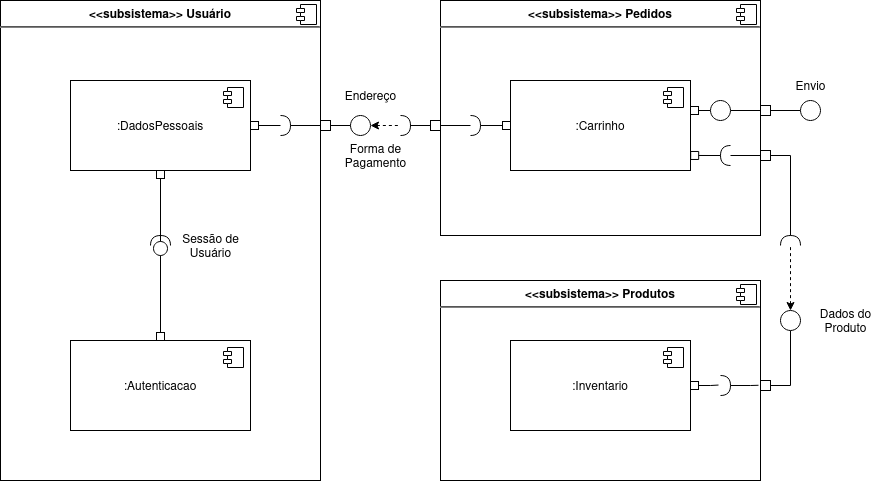 <<subsistema>> Usuário
<<subsistema>> Pedidos
:DadosPessoais
Endereço
Forma de
Pagamento
:Carrinho
Envio
Sessão de
Usuário
:Autenticacao
<<subsistema>> Produtos
:Inventario
Dados do
Produto